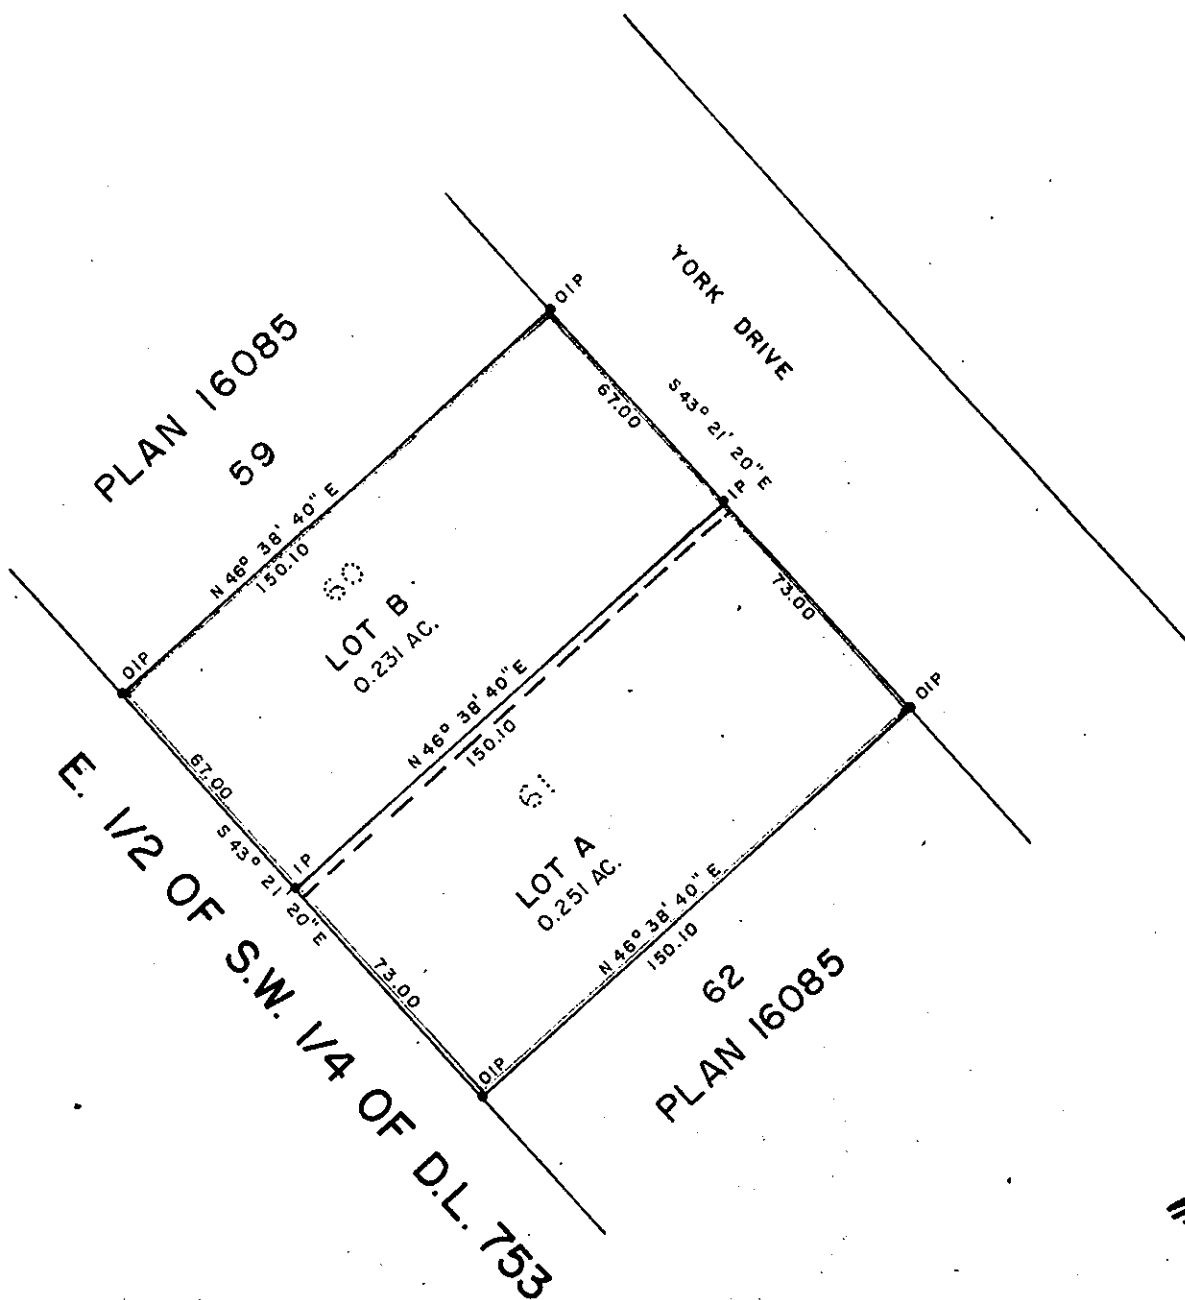 YORK DRIVE
OIP
PLAN 16085
59
67.00
S 43° 21' 20" E
IP
N 46° 38' 40" E
150.10
60
LOT B
0.231 AC.
73.00
OIP
OIP
N 46° 38' 40" E
150.10
67.00
S 43° 21' 20" E
IP
61
LOT A
0.251 AC.
73.00
N 46° 38' 40" E
150.10
62
PLAN 16085
OIP
E. 1/2 OF S.W. 1/4 OF D.L. 753